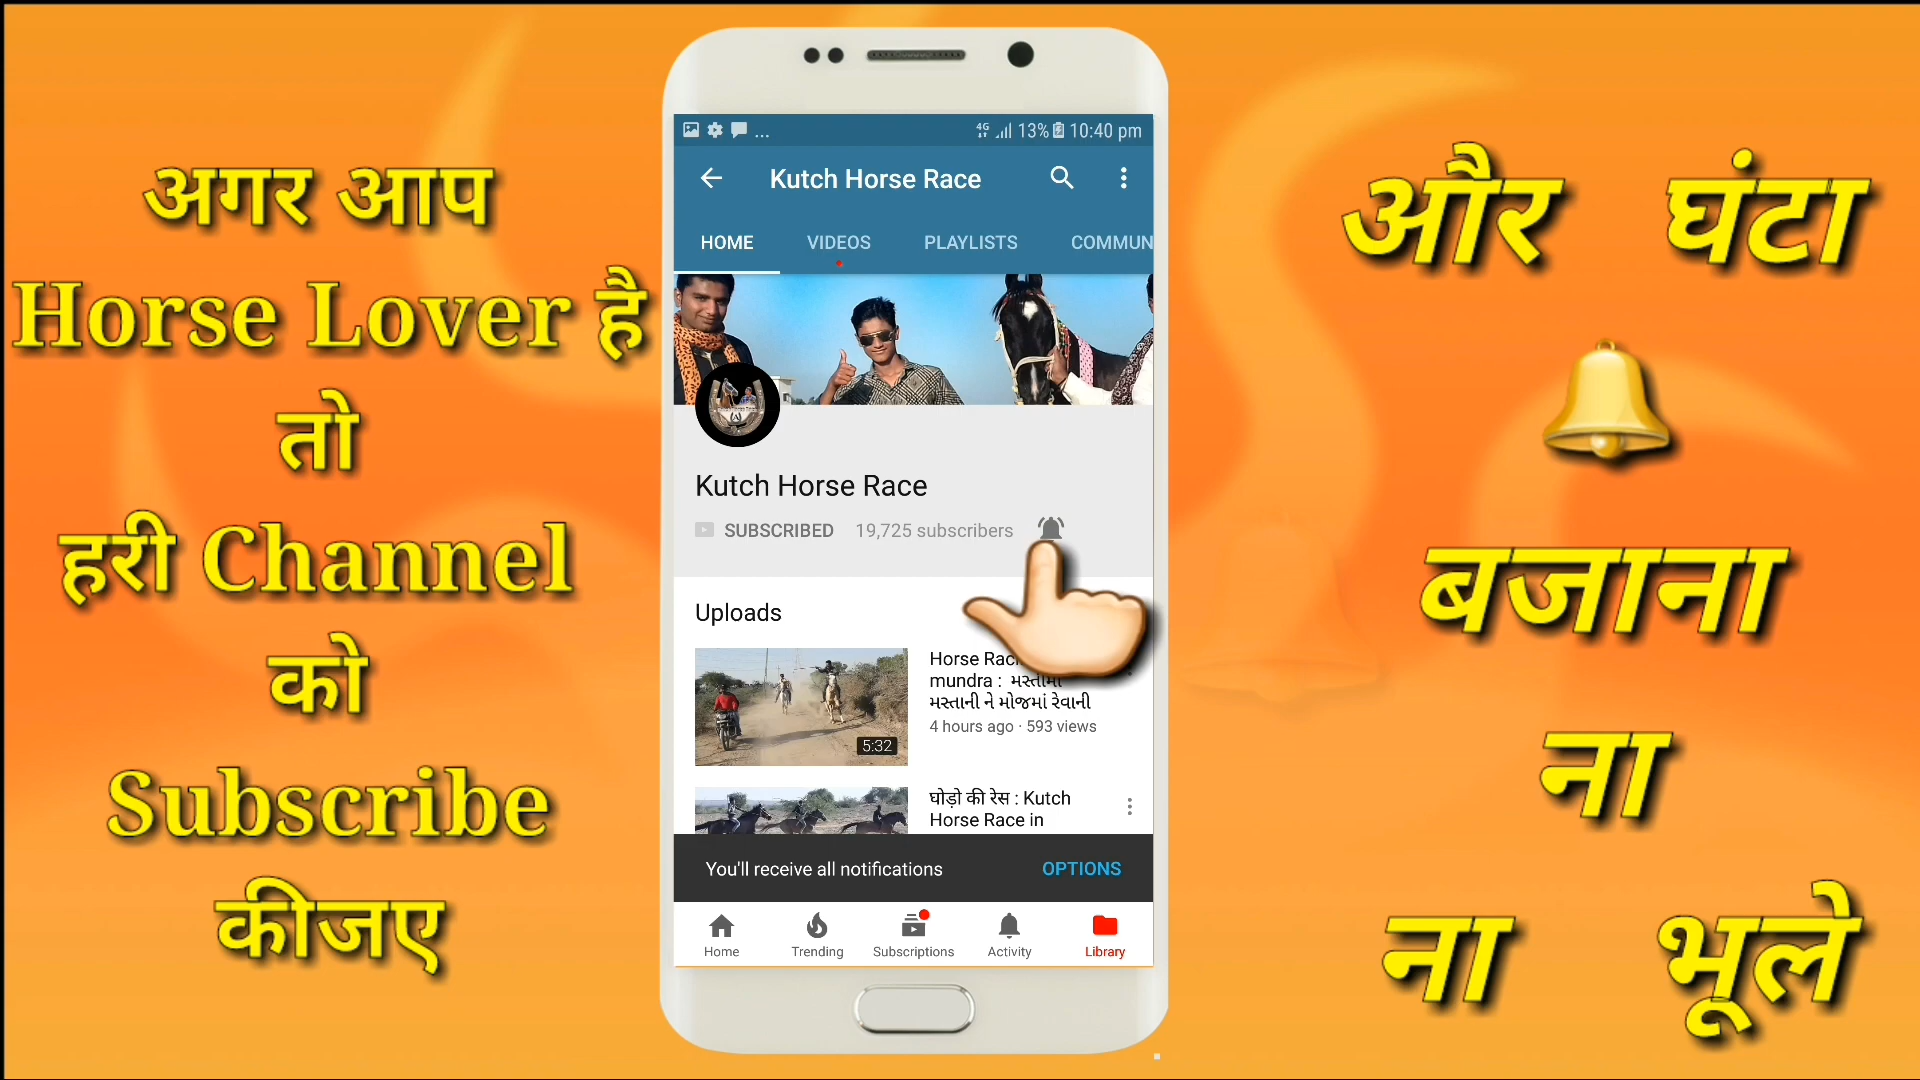 अगर आप
Horse Lover है
तो
हरी Channel
को
Subscribe
कीजए
4G 13% 10:40 pm
Kutch Horse Race
HOME VIDEOS PLAYLISTS COMMUN
Kutch Horse Race
SUBSCRIBED 19,725 subscribers
Uploads
Horse Rac
mundra : મસ્તીમાં
મસ્તાની ને મોજમાં રેવાની
4 hours ago · 593 views
5:32
घोड़ो की रेस : Kutch
Horse Race in
You'll receive all notifications OPTIONS
Home Trending Subscriptions Activity Library
और घंटा
बजाना
ना
ना भूले